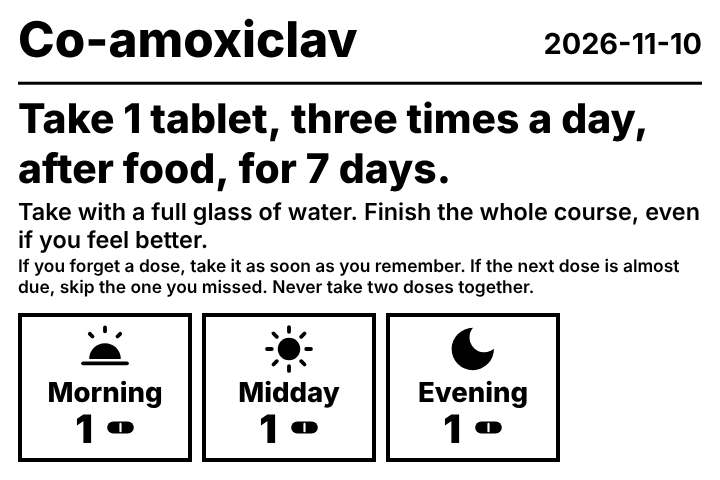 Co-amoxiclav
2026-11-10
Take 1 tablet, three times a day,
after food, for 7 days.
Take with a full glass of water. Finish the whole course, even
if you feel better.
If you forget a dose, take it as soon as you remember. If the next dose is almost
due, skip the one you missed. Never take two doses together.
Morning
1
Midday
1
Evening
1